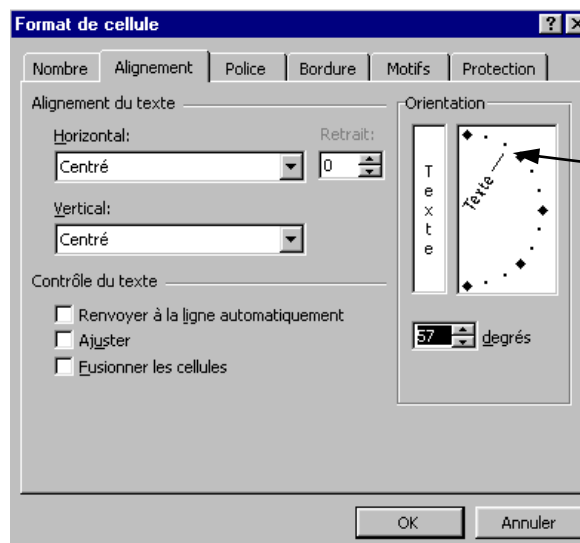 Format de cellule
Nombre Alignement Police Bordure Motifs Protection
Alignement du texte
Horizontal: Retrait:
Centré 0
Vertical:
Centré
Contrôle du texte
Renvoyer à la ligne automatiquement
Ajuster
Fusionner les cellules
Orientation
T
e
x
t
e
Texte
57 degrés
OK Annuler